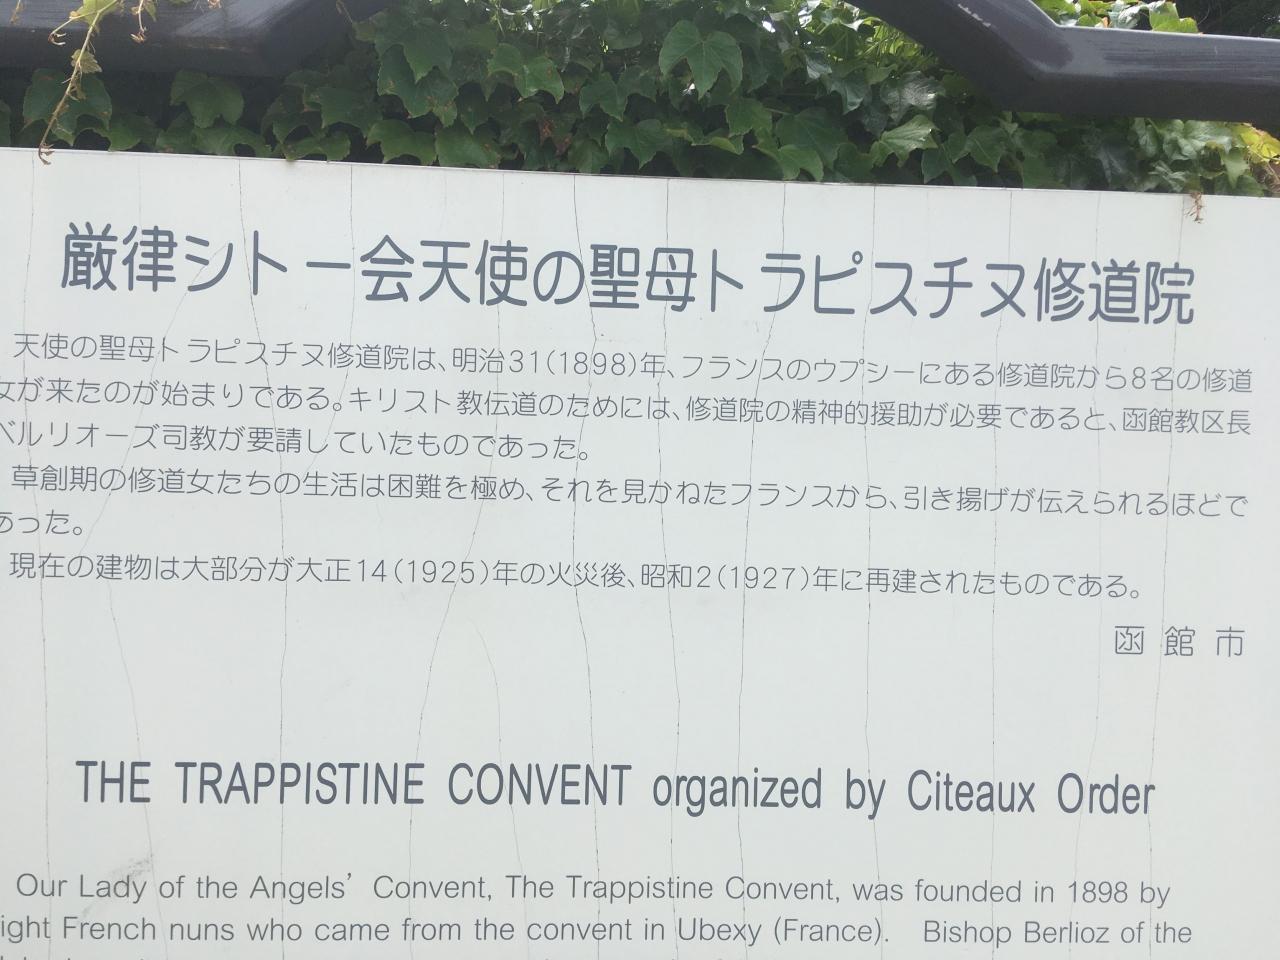 厳律シトー会天使の聖母トラピスチヌ修道院
天使の聖母トラピスチヌ修道院は、明治31(1898)年、フランスのウプシーにある修道院から8名の修道
女が来たのが始まりである。キリスト教伝道のためには、修道院の精神的援助が必要であると、函館教区長
ベルリオーズ司教が要請していたものであった。
草創期の修道女たちの生活は困難を極め、それを見かねたフランスから、引き揚げが伝えられるほどで
あった。
現在の建物は大部分が大正14(1925)年の火災後、昭和2(1927)年に再建されたものである。
函館市
THE TRAPPISTINE CONVENT organized by Citeaux Order
Our Lady of the Angels' Convent, The Trappistine Convent, was founded in 1898 by
ight French nuns who came from the convent in Ubexy (France). Bishop Berlioz of the